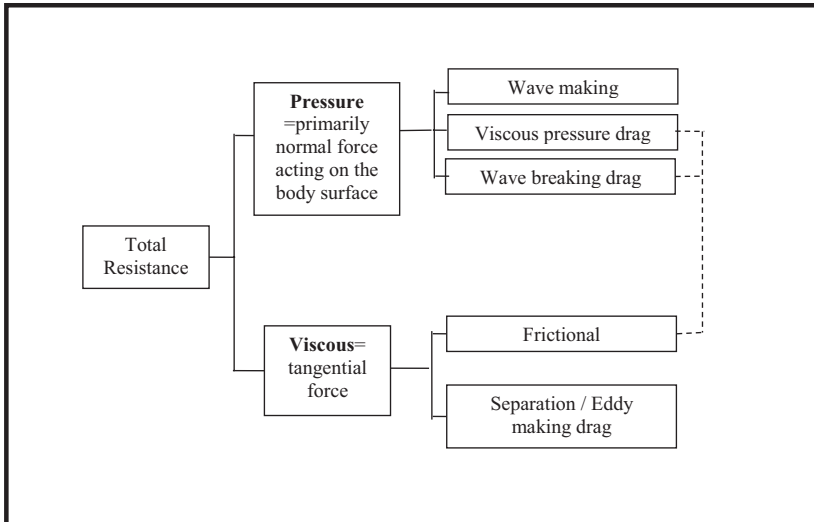 Total
Resistance
Pressure
=primarily
normal force
acting on the
body surface
Wave making
Viscous pressure drag
Wave breaking drag
Viscous=
tangential
force
Frictional
Separation / Eddy
making drag